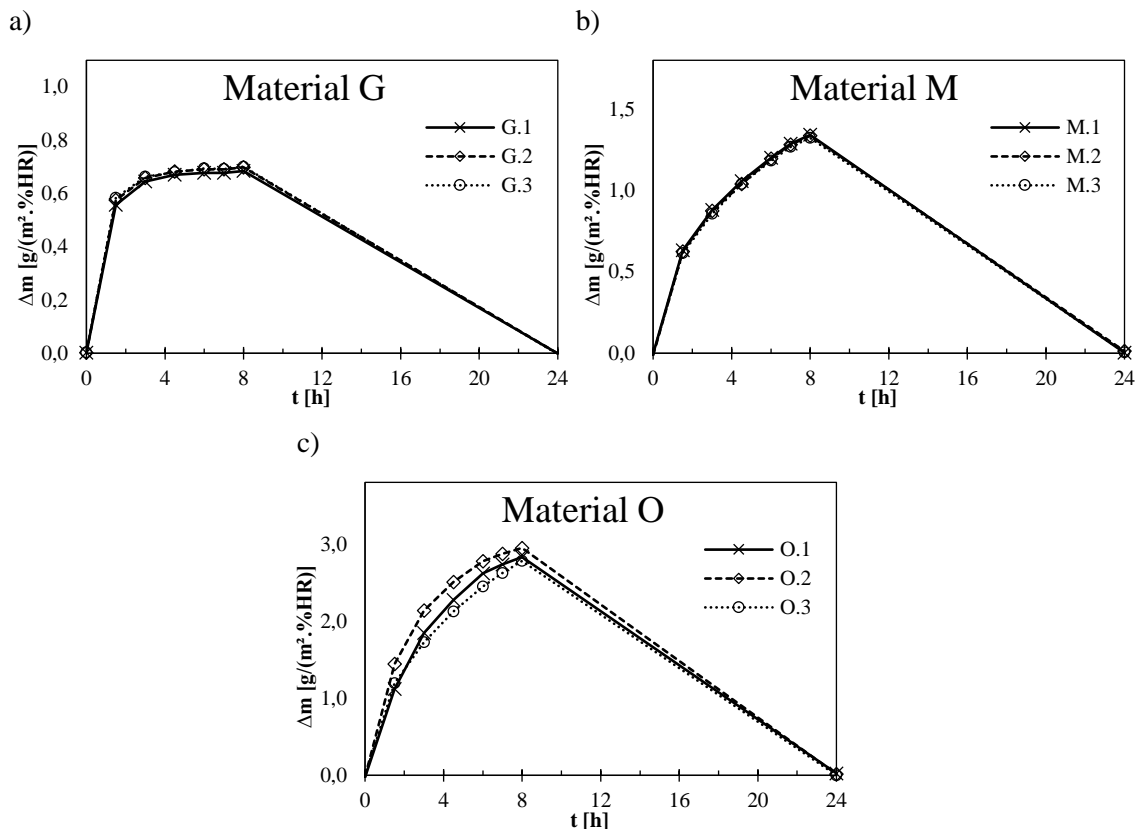 a)
Material G
G.1
G.2
G.3
Δm [g/(m².%HR)]
1,0
0,8
0,6
0,4
0,2
0,0
0 4 8 12 16 20 24
t [h]
b)
Material M
M.1
M.2
M.3
Δm [g/(m².%HR)]
1,5
1,0
0,5
0,0
0 4 8 12 16 20 24
t [h]
c)
Material O
O.1
O.2
O.3
Δm [g/(m².%HR)]
3,0
2,0
1,0
0,0
0 4 8 12 16 20 24
t [h]